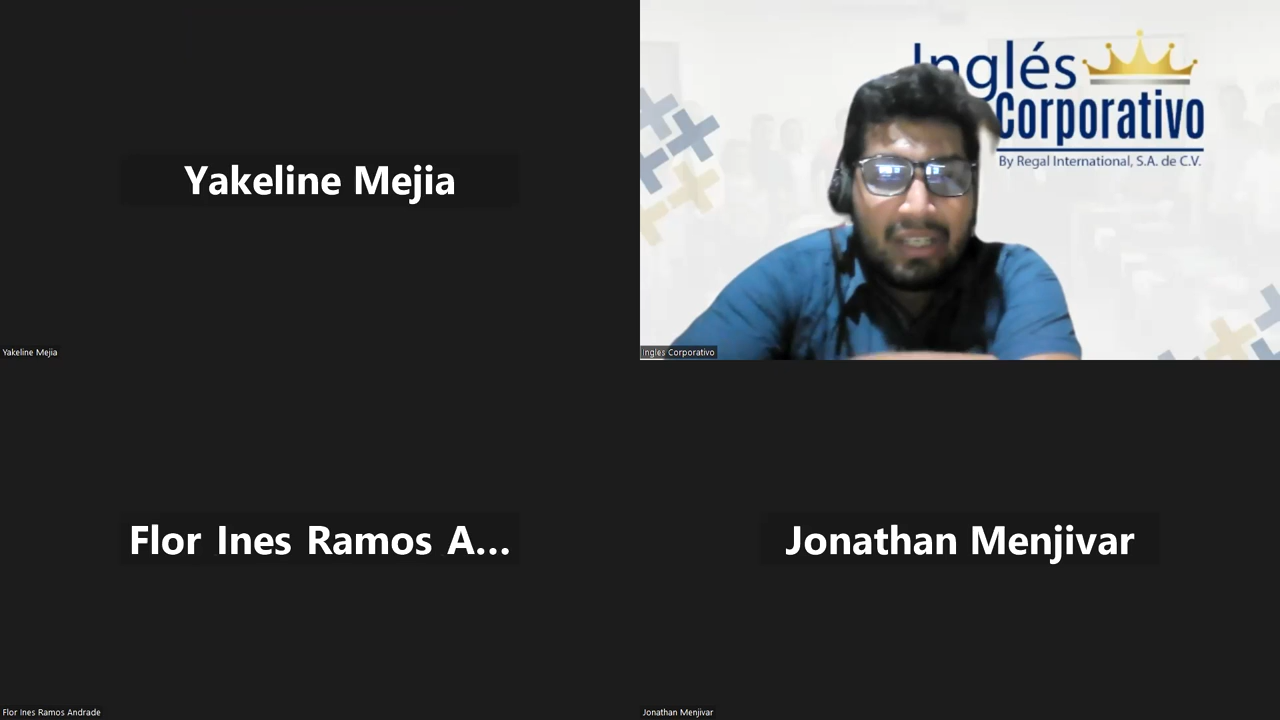 Yakeline Mejia
Yakeline Mejia
Inglés
Corporativo
By Regal International, S.A. de C.V.
Ingles Corporativo
Flor Ines Ramos A...
Flor Ines Ramos Andrade
Jonathan Menjivar
Jonathan Menjivar